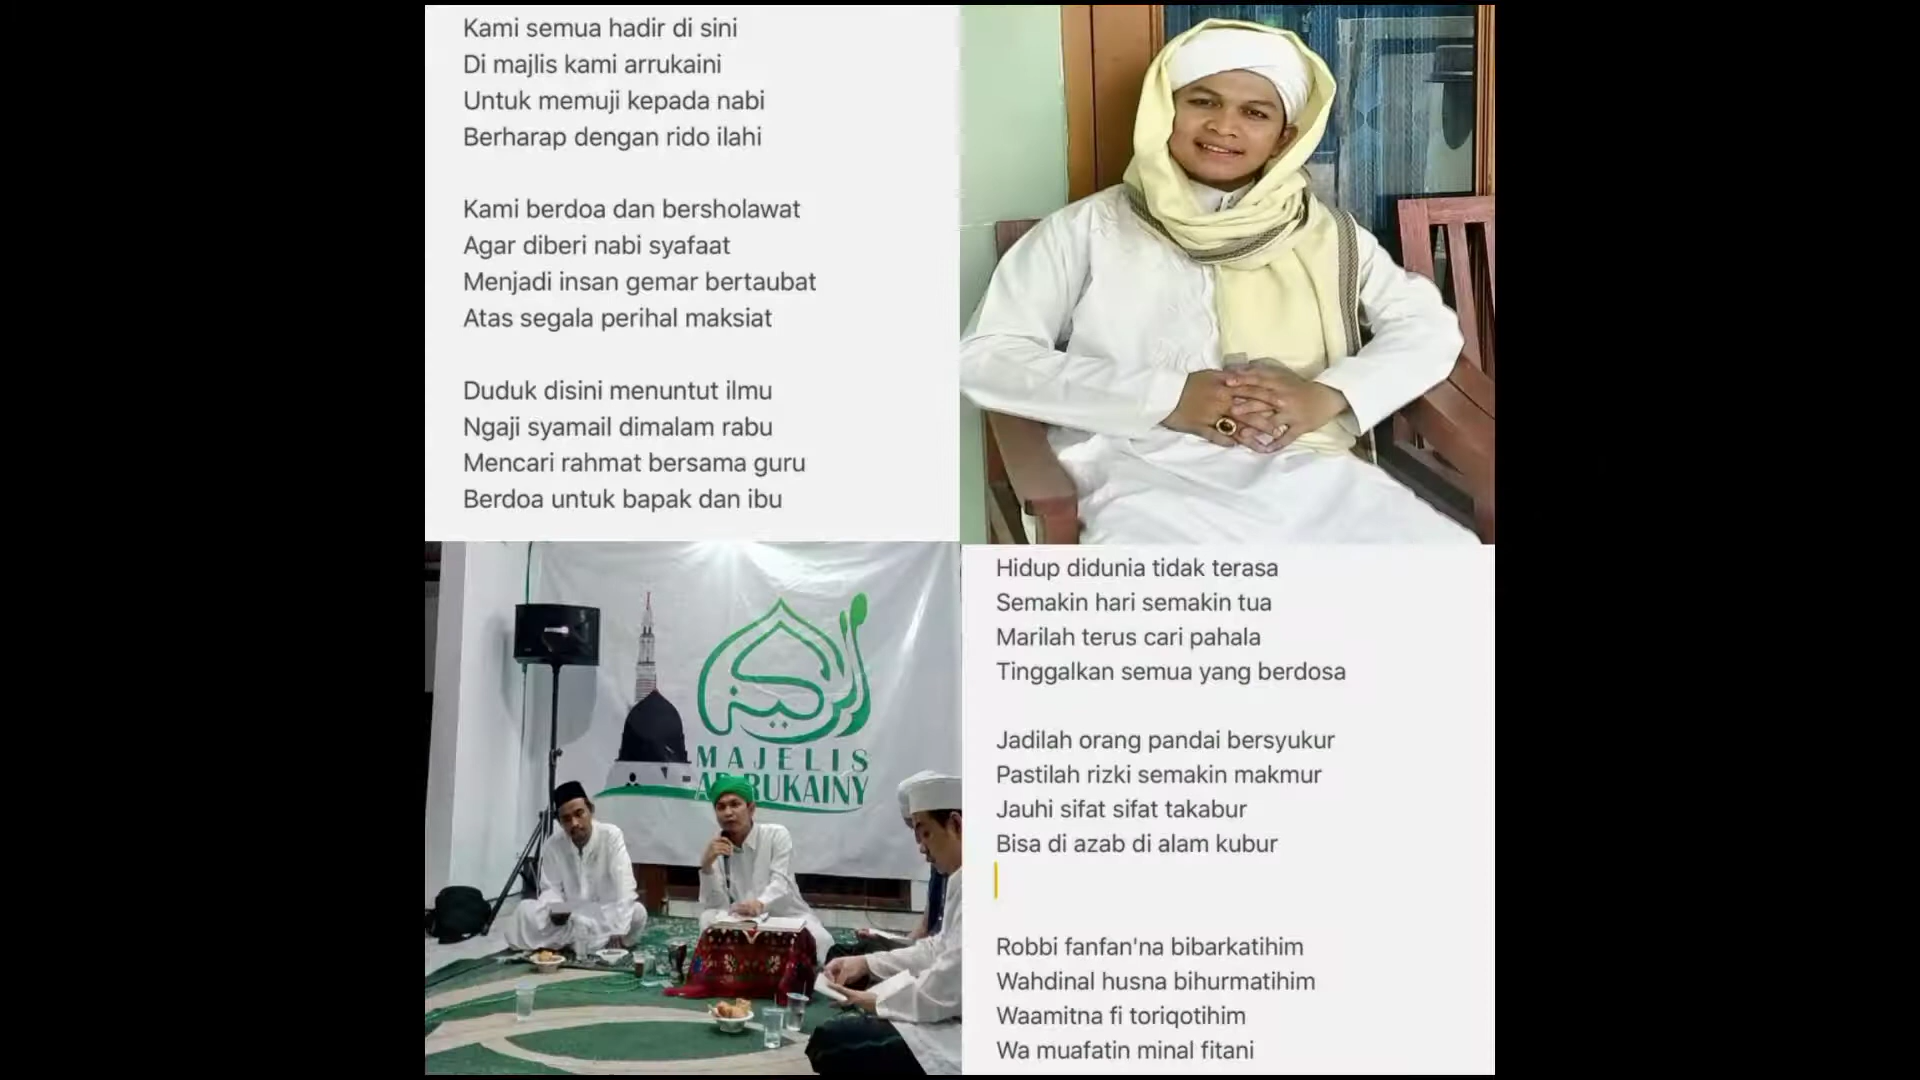 Kami semua hadir di sini
Di majlis kami arrukaini
Untuk memuji kepada nabi
Berharap dengan rido ilahi
Kami berdoa dan bersholawat
Agar diberi nabi syafaat
Menjadi insan gemar bertaubat
Atas segala perihal maksiat
Duduk disini menuntut ilmu
Ngaji syamail dimalam rabu
Mencari rahmat bersama guru
Berdoa untuk bapak dan ibu
الركينة
MAJELIS
AR-RUKAINY
Hidup didunia tidak terasa
Semakin hari semakin tua
Marilah terus cari pahala
Tinggalkan semua yang berdosa
Jadilah orang pandai bersyukur
Pastilah rizki semakin makmur
Jauhi sifat sifat takabur
Bisa di azab di alam kubur
Robbi fanfan'na bibarkatihim
Wahdinal husna bihurmatihim
Waamitna fi toriqotihim
Wa muafatin minal fitani